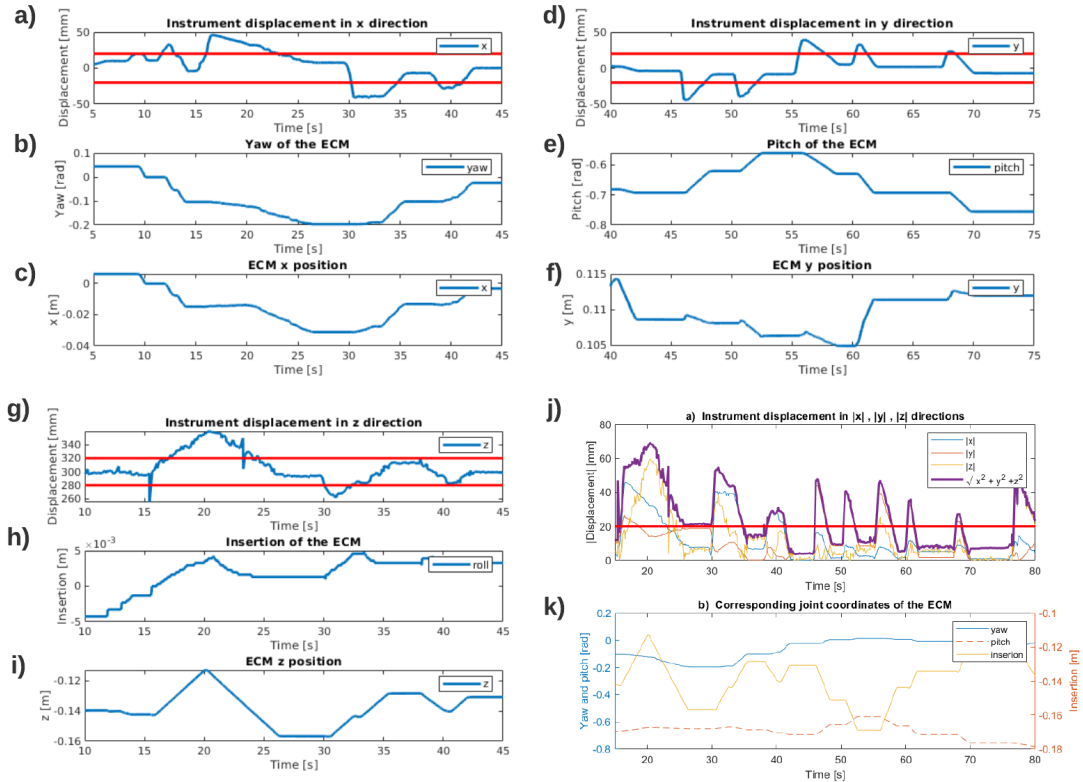 a)
Instrument displacement in x direction
Displacement [mm]
50
0
-50
x
5 10 15 20 25 30 35 40 45
Time [s]
b)
Yaw of the ECM
Yaw [rad]
0.1
0
-0.1
-0.2
yaw
5 10 15 20 25 30 35 40 45
Time [s]
c)
ECM x position
x [m]
0
-0.02
-0.04
x
5 10 15 20 25 30 35 40 45
Time [s]
d)
Instrument displacement in y direction
Displacement [mm]
50
0
-50
y
40 45 50 55 60 65 70 75
Time [s]
e)
Pitch of the ECM
Pitch [rad]
-0.6
-0.7
-0.8
pitch
40 45 50 55 60 65 70 75
Time [s]
f)
ECM y position
y [m]
0.115
0.11
0.105
y
40 45 50 55 60 65 70 75
Time [s]
g)
Instrument displacement in z direction
Displacement [mm]
340
320
300
280
260
z
10 15 20 25 30 35 40 45
Time [s]
h)
×10-3
Insertion of the ECM
Insertion [m]
5
0
-5
roll
10 15 20 25 30 35 40 45
Time [s]
i)
ECM z position
z [m]
-0.12
-0.14
-0.16
z
10 15 20 25 30 35 40 45
Time [s]
j)
a) Instrument displacement in |x| , |y| , |z| directions
|Displacement| [mm]
80
60
40
20
0
|x|
|y|
|z|
√ x2 + y2 +z2
20 30 40 50 60 70 80
Time [s]
k)
b) Corresponding joint coordinates of the ECM
Yaw and pitch [rad]
0.2
0
-0.2
-0.4
-0.6
-0.8
yaw
pitch
inserion
-0.1
-0.12
-0.14
-0.16
-0.18
Insertion [m]
20 30 40 50 60 70 80
Time [s]